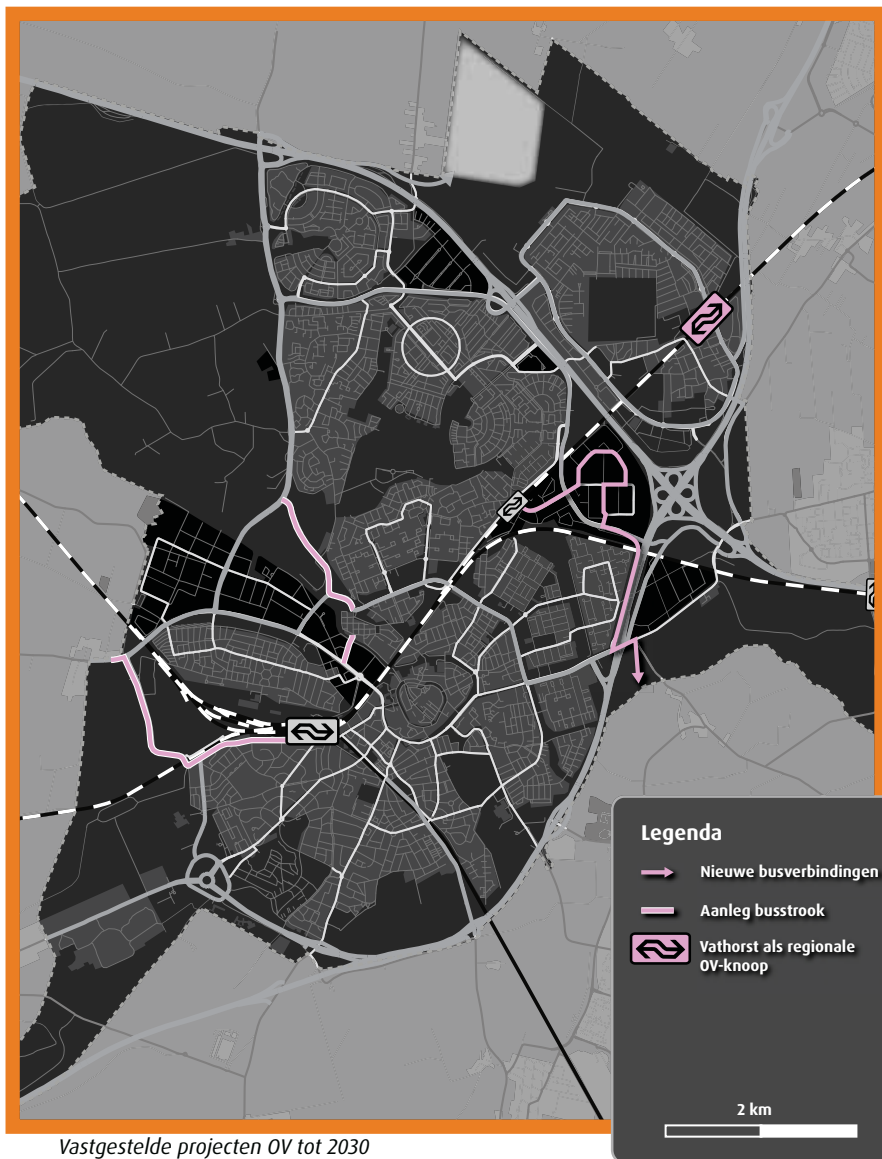 Legenda
Nieuwe busverbindingen
Aanleg busstrook
Vathorst als regionale
OV-knoop
2 km
Vastgestelde projecten OV tot 2030